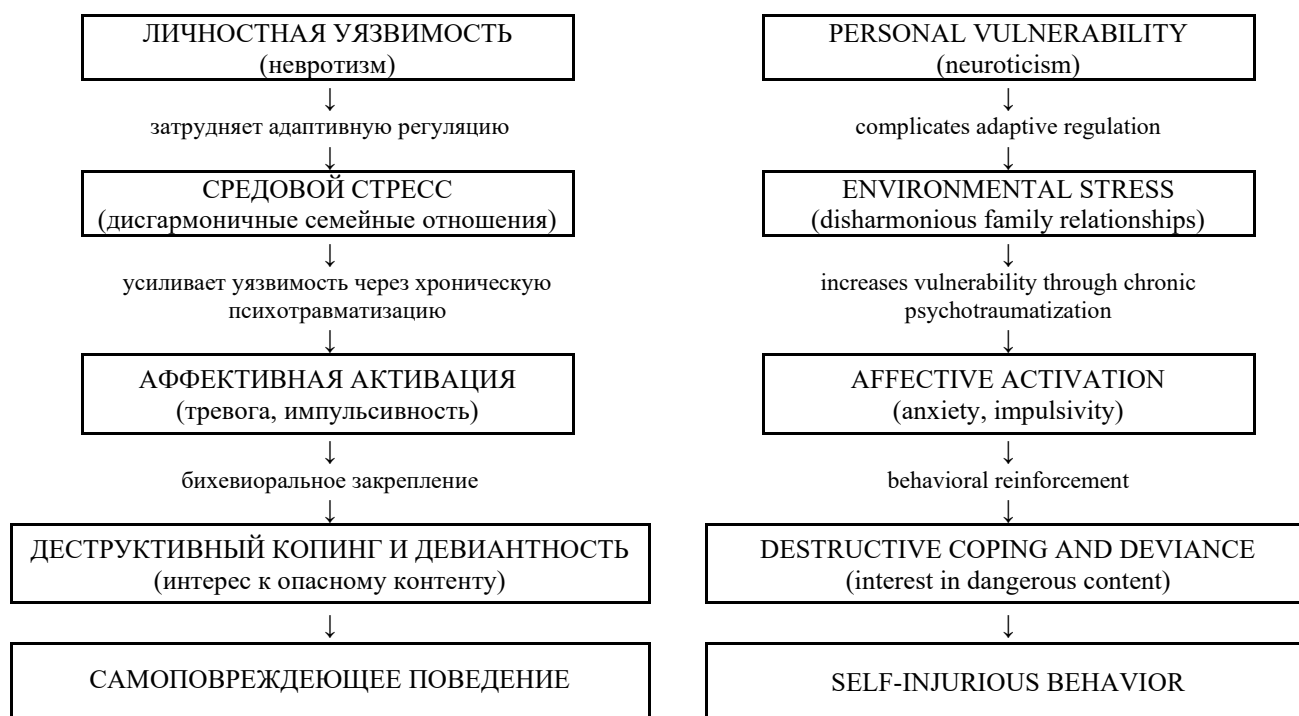 ЛИЧНОСТНАЯ УЯЗВИМОСТЬ
(невротизм)
↓
затрудняет адаптивную регуляцию
↓
СРЕДОВОЙ СТРЕСС
(дисгармоничные семейные отношения)
↓
усиливает уязвимость через хроническую
психотравматизацию
↓
АФФЕКТИВНАЯ АКТИВАЦИЯ
(тревога, импульсивность)
↓
бихевиоральное закрепление
↓
ДЕСТРУКТИВНЫЙ КОПИНГ И ДЕВИАНТНОСТЬ
(интерес к опасному контенту)
↓
САМОПОВРЕЖДЕЮЩЕЕ ПОВЕДЕНИЕ
PERSONAL VULNERABILITY
(neuroticism)
↓
complicates adaptive regulation
↓
ENVIRONMENTAL STRESS
(disharmonious family relationships)
↓
increases vulnerability through chronic
psychotraumatization
↓
AFFECTIVE ACTIVATION
(anxiety, impulsivity)
↓
behavioral reinforcement
↓
DESTRUCTIVE COPING AND DEVIANCE
(interest in dangerous content)
↓
SELF-INJURIOUS BEHAVIOR